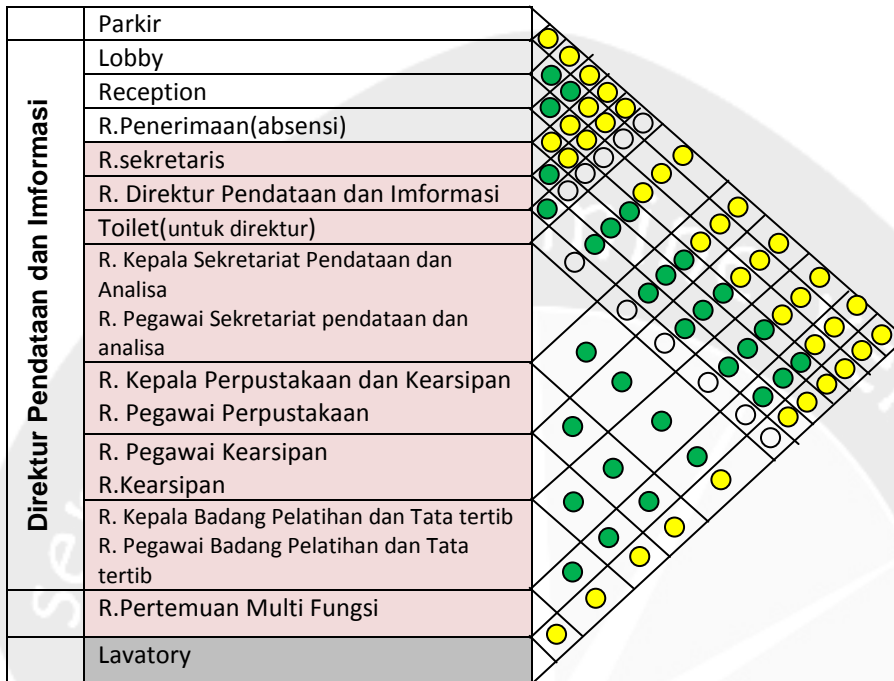 Parkir
Direktur Pendataan dan Imformasi
Lobby
Reception
R.Penerimaan(absensi)
R.sekretaris
R. Direktur Pendataan dan Imformasi
Toilet(untuk direktur)
R. Kepala Sekretariat Pendataan dan
Analisa
R. Pegawai Sekretariat pendataan dan
analisa
R. Kepala Perpustakaan dan Kearsipan
R. Pegawai Perpustakaan
R. Pegawai Kearsipan
R.Kearsipan
R. Kepala Badang Pelatihan dan Tata tertib
R. Pegawai Badang Pelatihan dan Tata
tertib
R.Pertemuan Multi Fungsi
Lavatory